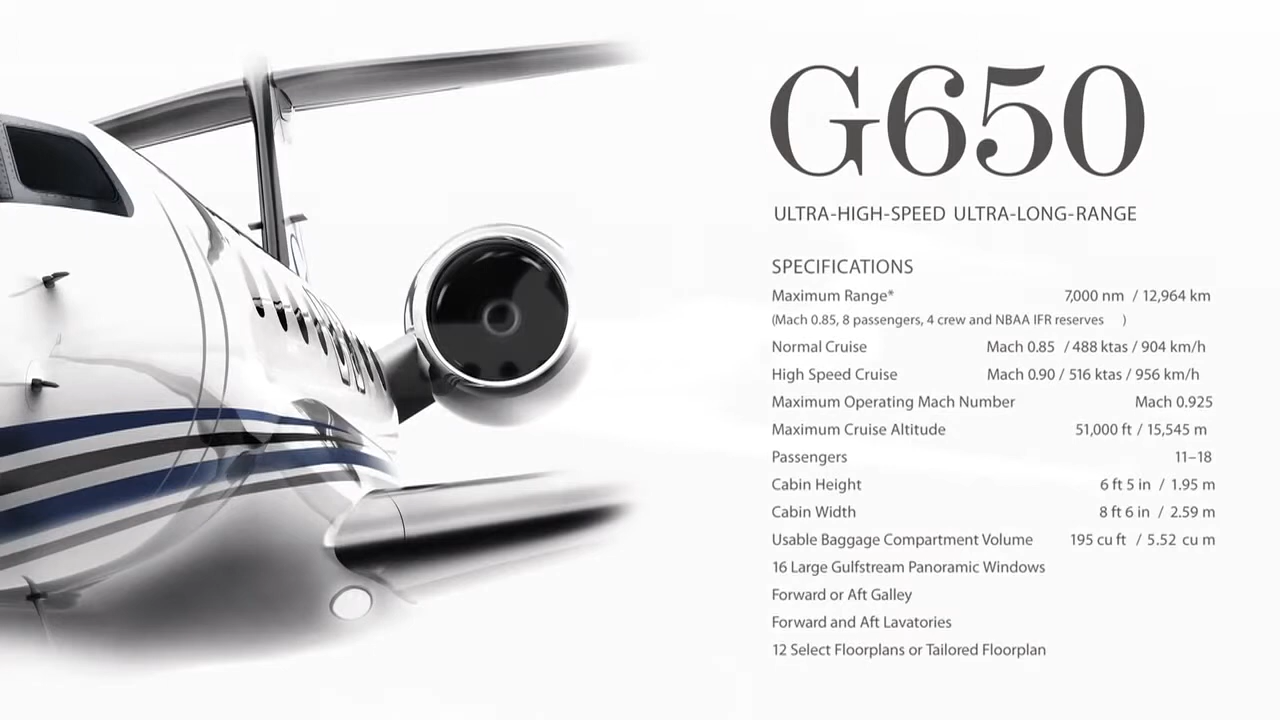 G650
ULTRA-HIGH-SPEED ULTRA-LONG-RANGE
SPECIFICATIONS
Maximum Range* 7,000 nm / 12,964 km
(Mach 0.85, 8 passengers, 4 crew and NBAA IFR reserves )
Normal Cruise Mach 0.85 / 488 ktas / 904 km/h
High Speed Cruise Mach 0.90 / 516 ktas / 956 km/h
Maximum Operating Mach Number Mach 0.925
Maximum Cruise Altitude 51,000 ft / 15,545 m
Passengers 11–18
Cabin Height 6 ft 5 in / 1.95 m
Cabin Width 8 ft 6 in / 2.59 m
Usable Baggage Compartment Volume 195 cu ft / 5.52 cu m
16 Large Gulfstream Panoramic Windows
Forward or Aft Galley
Forward and Aft Lavatories
12 Select Floorplans or Tailored Floorplan